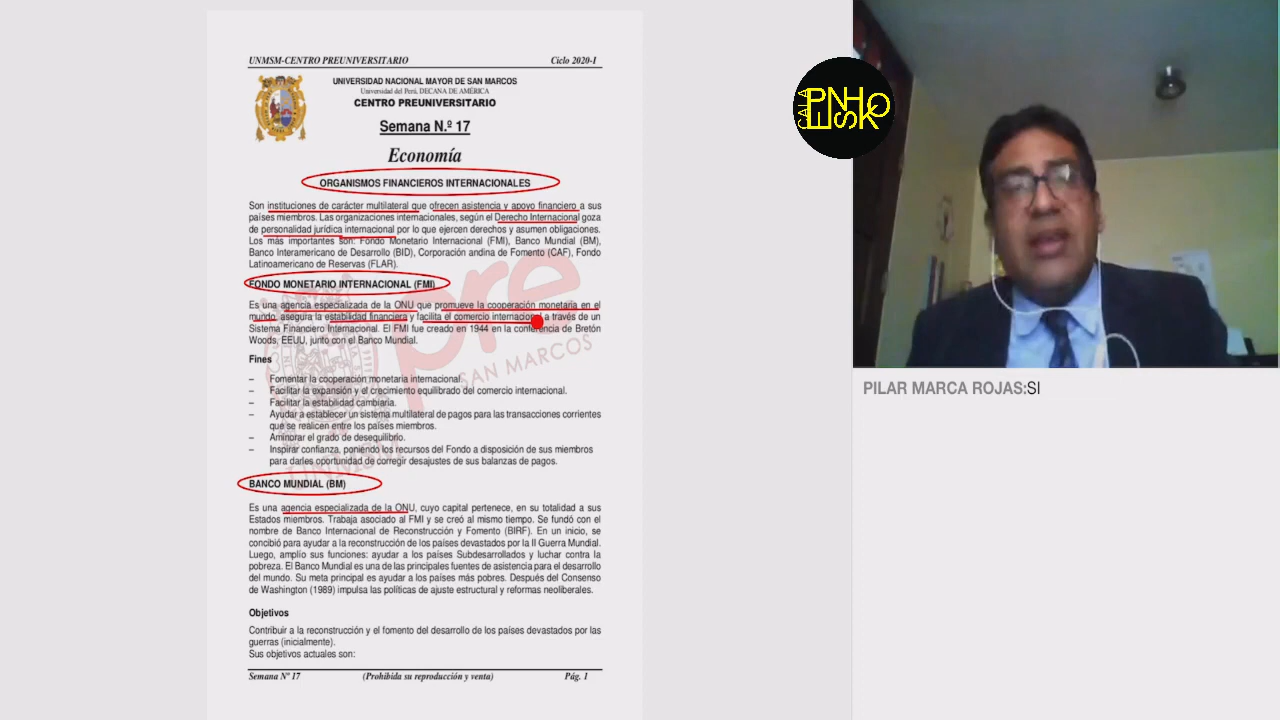 UNMSM-CENTRO PREUNIVERSITARIO Ciclo 2020-I
UNIVERSIDAD NACIONAL MAYOR DE SAN MARCOS
Universidad del Perú, DECANA DE AMÉRICA
CENTRO PREUNIVERSITARIO
Semana N.º 17
Economía
ORGANISMOS FINANCIEROS INTERNACIONALES
Son instituciones de carácter multilateral que ofrecen asistencia y apoyo financiero a sus
países miembros. Las organizaciones internacionales, según el Derecho Internacional goza
de personalidad jurídica internacional por lo que ejercen derechos y asumen obligaciones.
Los más importantes son: Fondo Monetario Internacional (FMI), Banco Mundial (BM),
Banco Interamericano de Desarrollo (BID), Corporación andina de Fomento (CAF), Fondo
Latinoamericano de Reservas (FLAR).
FONDO MONETARIO INTERNACIONAL (FMI)
Es una agencia especializada de la ONU que promueve la cooperación monetaria en el
mundo, asegura la estabilidad financiera y facilita el comercio internacional a través de un
Sistema Financiero Internacional. El FMI fue creado en 1944 en la conferencia de Bretón
Woods, EEUU, junto con el Banco Mundial.
Fines
– Fomentar la cooperación monetaria internacional.
– Facilitar la expansión y el crecimiento equilibrado del comercio internacional.
– Facilitar la estabilidad cambiaria.
– Ayudar a establecer un sistema multilateral de pagos para las transacciones corrientes
que se realicen entre los países miembros.
– Aminorar el grado de desequilibrio.
– Inspirar confianza, poniendo los recursos del Fondo a disposición de sus miembros
para darles oportunidad de corregir desajustes de sus balanzas de pagos.
BANCO MUNDIAL (BM)
Es una agencia especializada de la ONU, cuyo capital pertenece, en su totalidad a sus
Estados miembros. Trabaja asociado al FMI y se creó al mismo tiempo. Se fundó con el
nombre de Banco Internacional de Reconstrucción y Fomento (BIRF). En un inicio, se
concibió para ayudar a la reconstrucción de los países devastados por la II Guerra Mundial.
Luego, amplío sus funciones: ayudar a los países Subdesarrollados y luchar contra la
pobreza. El Banco Mundial es una de las principales fuentes de asistencia para el desarrollo
del mundo. Su meta principal es ayudar a los países más pobres. Después del Consenso
de Washington (1989) impulsa las políticas de ajuste estructural y reformas neoliberales.
Objetivos
Contribuir a la reconstrucción y el fomento del desarrollo de los países devastados por las
guerras (inicialmente).
Sus objetivos actuales son:
Semana Nº 17 (Prohibida su reproducción y venta) Pág. 1
pre
SAN MARCOS
UNMSM
PILAR MARCA ROJAS:SI